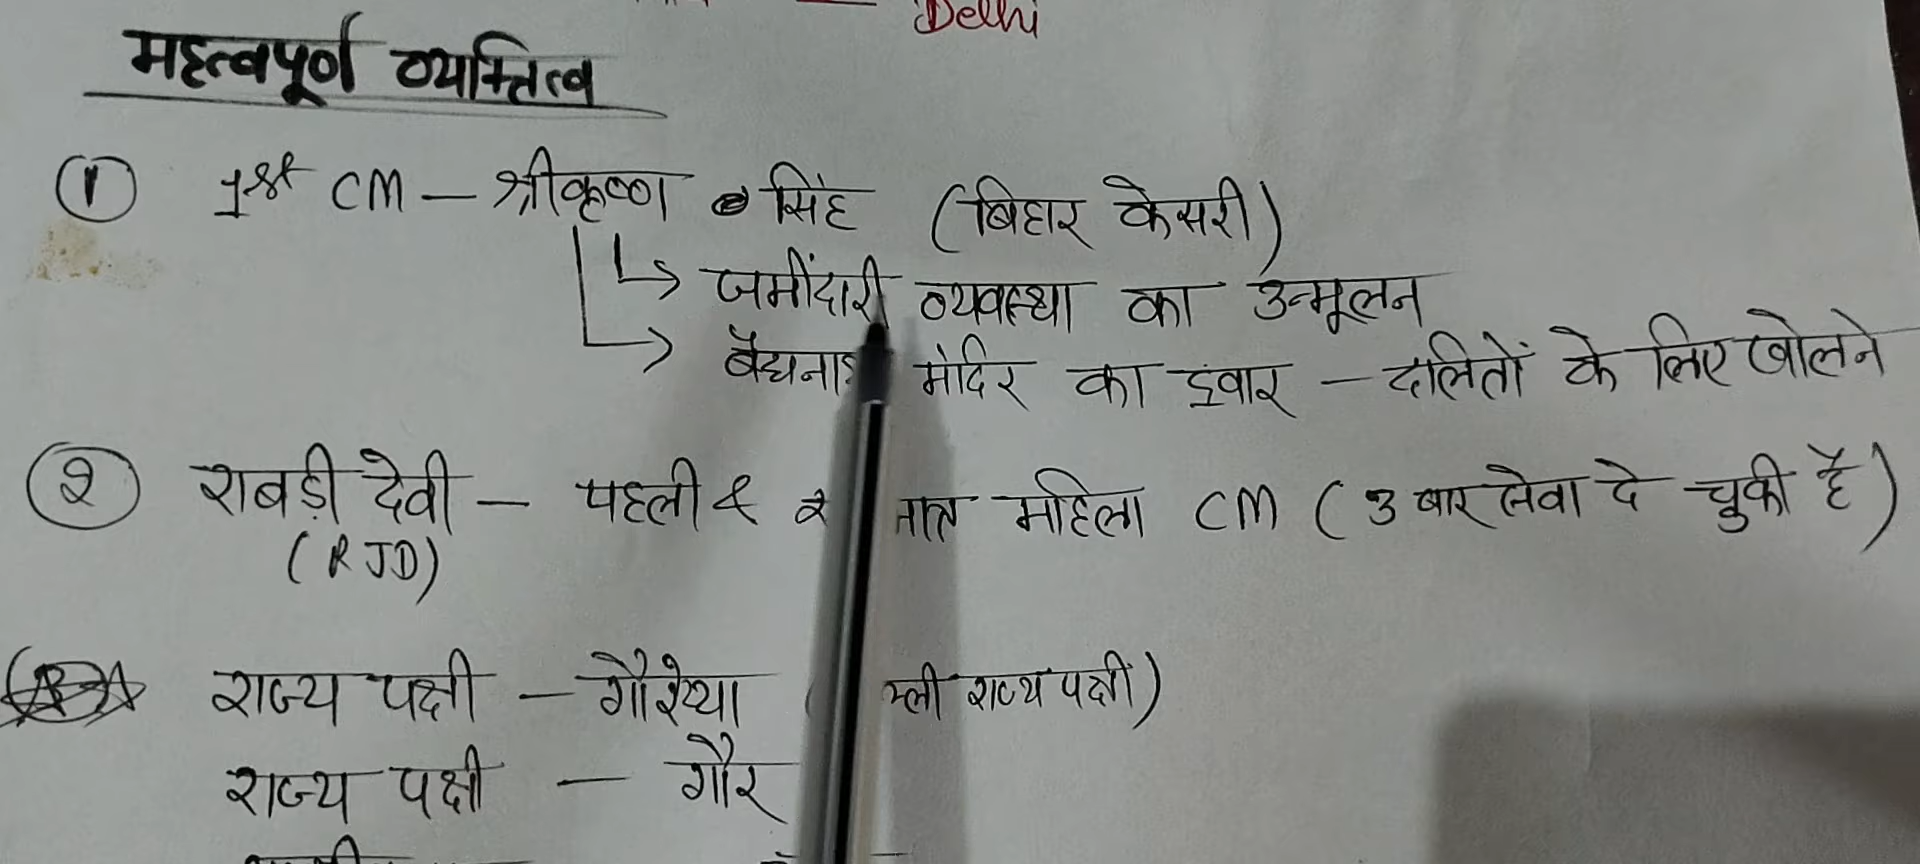 Delhi
महत्वपूर्ण व्यक्तित्व
① 1st CM – श्रीकृष्ण सिंह (बिहार केसरी)
↳ जमींदारी व्यवस्था का उन्मूलन
→ मंदिर का द्वार – दलितों के लिए खोलने
② राबड़ी देवी – पहली & महिला CM (3 बार सेवा दे चुकी है)
(RJD)
राज्य पक्षी – गौरेय्या राज्य पक्षी)
राज्य पक्षी –